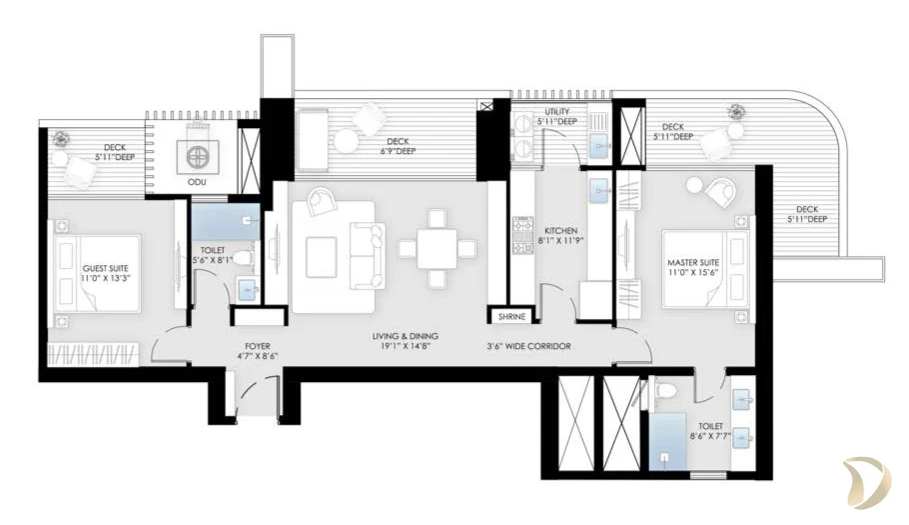 UTILITY
5'11"DEEP
DECK
5'11"DEEP
DECK
6'9"DEEP
DECK
5'11"DEEP
ODU
DECK
5'11"DEEP
TOILET
5'6" X 8'1"
KITCHEN
8'1" X 11'9"
GUEST SUITE
11'0" X 13'3"
MASTER SUITE
11'0" X 15'6"
SHRINE
FOYER
4'7" X 8'6"
LIVING & DINING
19'1" X 14'8"
3'6" WIDE CORRIDOR
TOILET
8'6" X 7'7"